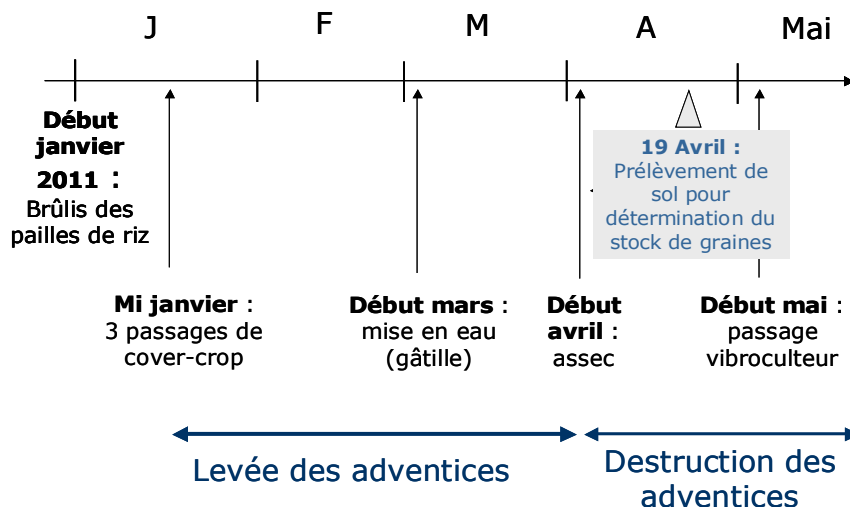 J
F
M
A
Mai
Début
janvier
2011 :
Brûlis des
pailles de riz
19 Avril :
Prélèvement de
sol pour
détermination du
stock de graines
Mi janvier :
3 passages de
cover-crop
Début mars :
mise en eau
(gâtille)
Début
avril :
assec
Début mai :
passage
vibroculteur
Levée des adventices
Destruction des
adventices